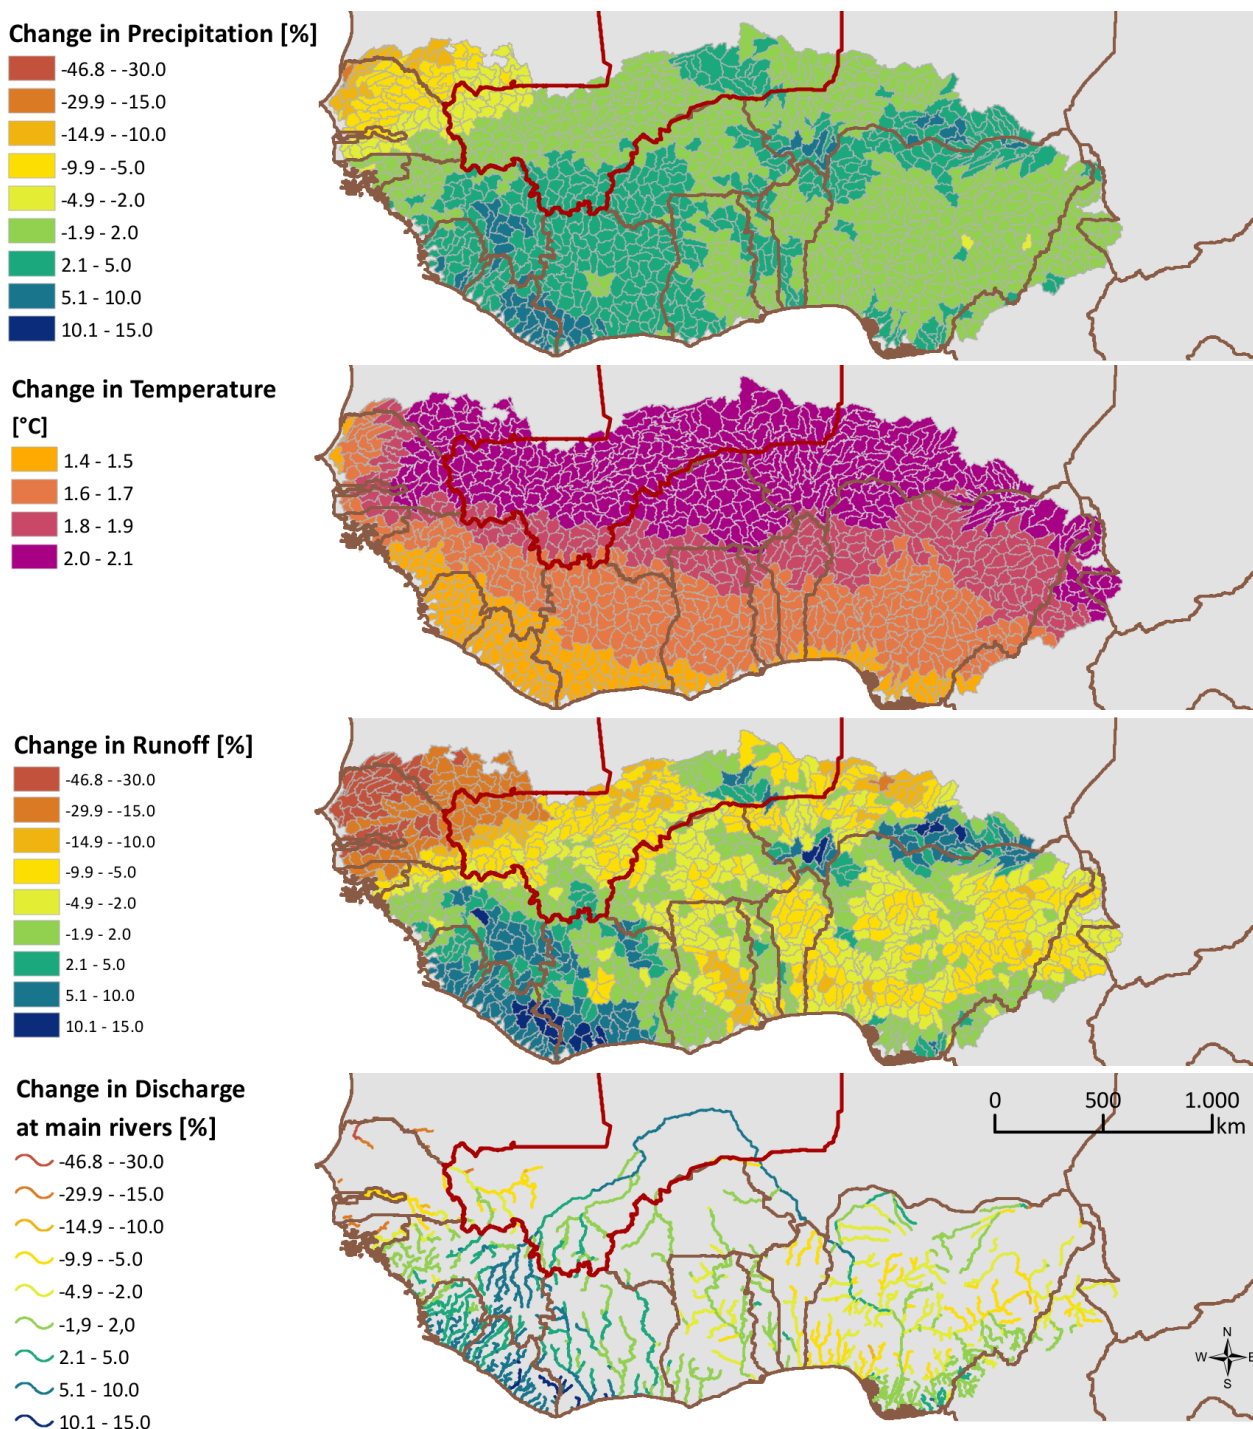 Change in Precipitation [%]
-46.8 - -30.0
-29.9 - -15.0
-14.9 - -10.0
-9.9 - -5.0
-4.9 - -2.0
-1.9 - 2.0
2.1 - 5.0
5.1 - 10.0
10.1 - 15.0
Change in Temperature
[°C]
1.4 - 1.5
1.6 - 1.7
1.8 - 1.9
2.0 - 2.1
Change in Runoff [%]
-46.8 - -30.0
-29.9 - -15.0
-14.9 - -10.0
-9.9 - -5.0
-4.9 - -2.0
-1.9 - 2.0
2.1 - 5.0
5.1 - 10.0
10.1 - 15.0
Change in Discharge
at main rivers [%]
-46.8 - -30.0
-29.9 - -15.0
-14.9 - -10.0
-9.9 - -5.0
-4.9 - -2.0
-1,9 - 2,0
2.1 - 5.0
5.1 - 10.0
10.1 - 15.0
0 500 1.000
km
N
W E
S